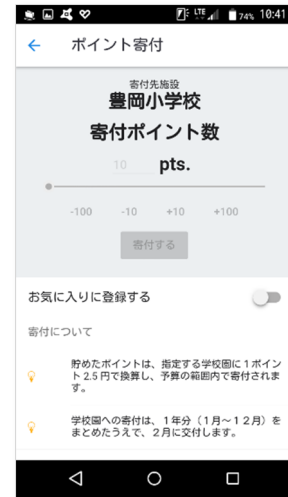 LTE 74% 10:41
ポイント寄付
寄付先施設
豊岡小学校
寄付ポイント数
10 pts.
-100 -10 +10 +100
寄付する
お気に入りに登録する
寄付について
貯めたポイントは、指定する学校園に1ポイン
ト2.5円で換算し、予算の範囲内で寄付されま
す。
学校園への寄付は、1年分（1月～12月）を
まとめたうえで、2月に交付します。